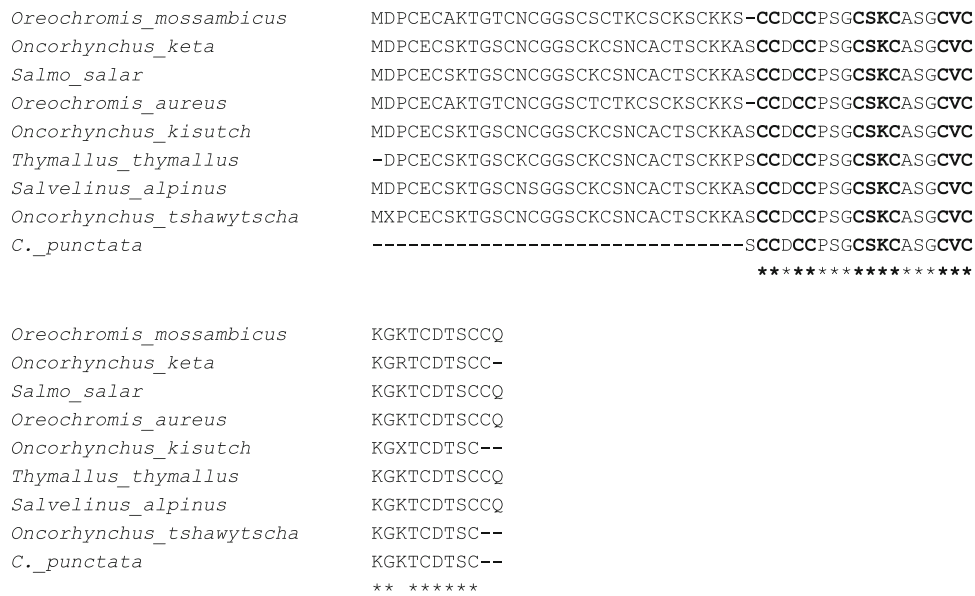 Oreochromis_mossambicus MDPCECAKTGTCNCGGSCSCTKCSCKSCKKS-CCDCCPSGCSKCASGCVC
Oncorhynchus_keta MDPCECSKTGSCNCGGSCKCSNCACTSCKKASCCDCCPSGCSKCASGCVC
Salmo_salar MDPCECSKTGSCNCGGSCKCSNCACTSCKKASCCDCCPSGCSKCASGCVC
Oreochromis_aureus MDPCECAKTGTCNCGGSCTCTKCSCKSCKKS-CCDCCPSGCSKCASGCVC
Oncorhynchus_kisutch MDPCECSKTGSCNCGGSCKCSNCACTSCKKASCCDCCPSGCSKCASGCVC
Thymallus_thymallus -DPCECSKTGSCKCGGSCKCSNCACTSCKKPSCCDCCPSGCSKCASGCVC
Salvelinus_alpinus MDPCECSKTGSCNSGGSCKCSNCACTSCKKASCCDCCPSGCSKCASGCVC
Oncorhynchus_tshawytscha MXPCECSKTGSCNCGGSCKCSNCACTSCKKASCCDCCPSGCSKCASGCVC
C._punctata -------------------------------SCCDCCPSGCSKCASGCVC
******************
Oreochromis_mossambicus KGKTCDTSCCQ
Oncorhynchus_keta KGRTCDTSCC-
Salmo_salar KGKTCDTSCCQ
Oreochromis_aureus KGKTCDTSCCQ
Oncorhynchus_kisutch KGXTCDTSC--
Thymallus_thymallus KGKTCDTSCCQ
Salvelinus_alpinus KGKTCDTSCCQ
Oncorhynchus_tshawytscha KGKTCDTSC--
C._punctata KGKTCDTSC--
** ******